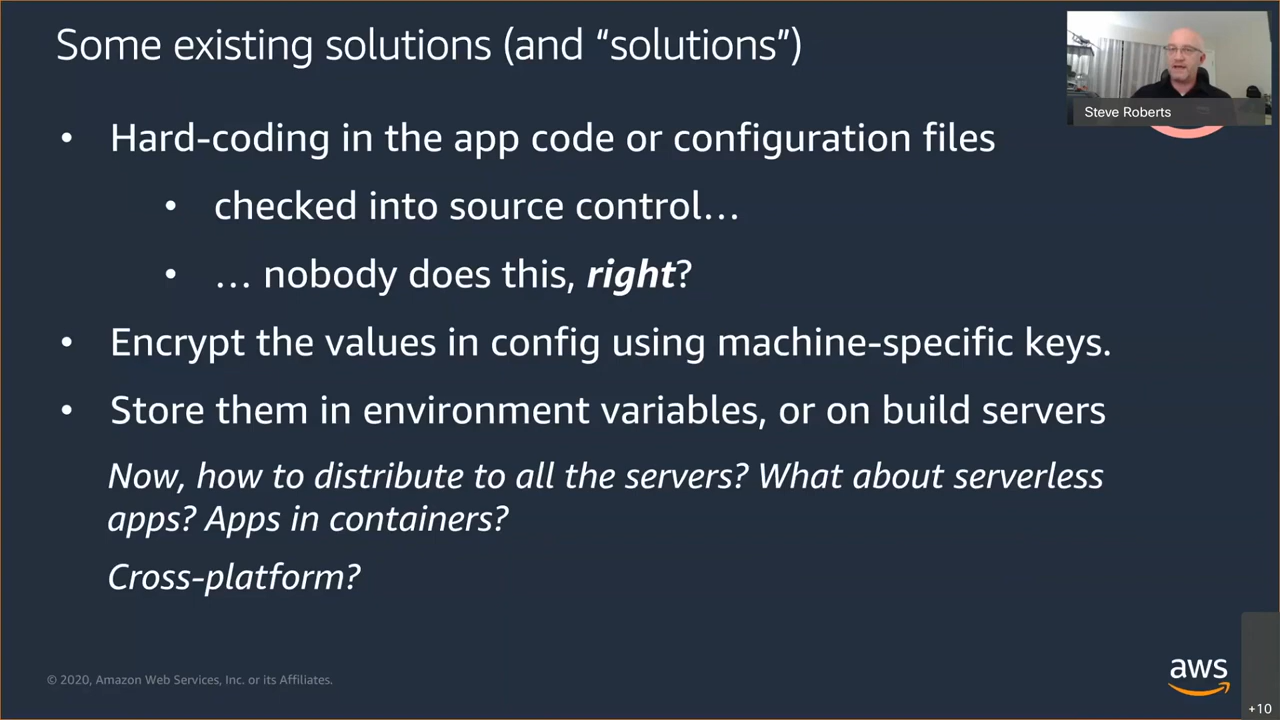 Some existing solutions (and “solutions”)
Steve Roberts
• Hard-coding in the app code or configuration files
• checked into source control…
• … nobody does this, right?
• Encrypt the values in config using machine-specific keys.
• Store them in environment variables, or on build servers
Now, how to distribute to all the servers? What about serverless
apps? Apps in containers?
Cross-platform?
© 2020, Amazon Web Services, Inc. or its Affiliates.
aws
+10